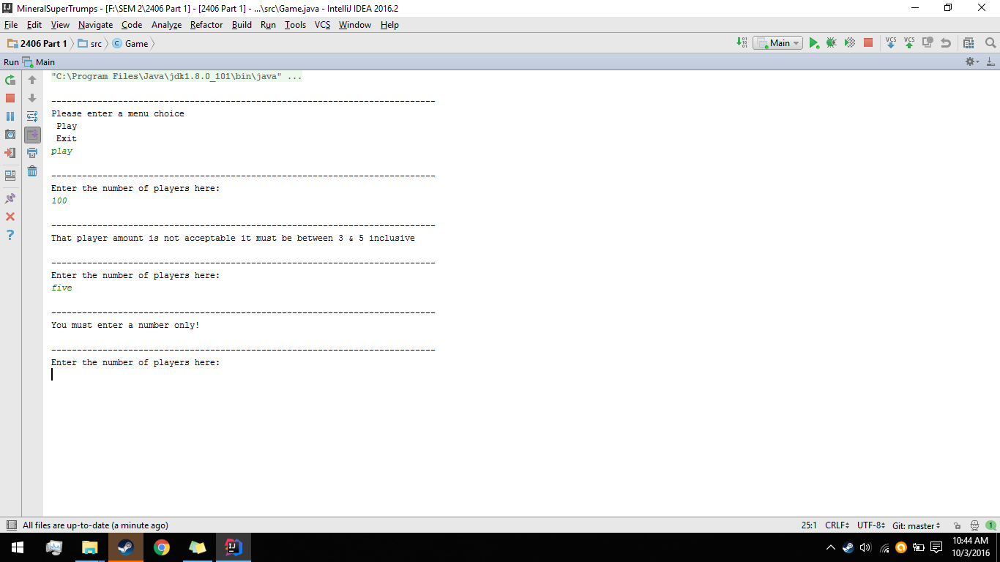 MineralSuperTrumps - [F:\SEM 2\2406 Part 1] - [2406 Part 1] - ...\src\Game.java - IntelliJ IDEA 2016.2
File Edit View Navigate Code Analyze Refactor Build Run Tools VCS Window Help
2406 Part 1 src C Game Main VCS VCS
Run Main
"C:\Program Files\Java\jdk1.8.0_101\bin\java" ...
---------------------------------------------------------------------------
Please enter a menu choice
Play
Exit
play
---------------------------------------------------------------------------
Enter the number of players here:
100
---------------------------------------------------------------------------
That player amount is not acceptable it must be between 3 & 5 inclusive
---------------------------------------------------------------------------
Enter the number of players here:
five
---------------------------------------------------------------------------
You must enter a number only!
---------------------------------------------------------------------------
Enter the number of players here:
All files are up-to-date (a minute ago) 25:1 CRLF UTF-8 Git: master 1
10:44 AM
10/3/2016